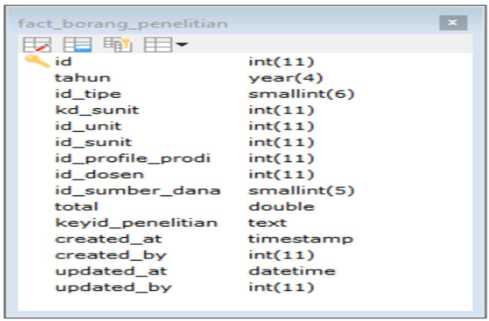 fact_borang_penelitian
id int(11)
tahun year(4)
id_tipe smallint(6)
kd_sunit int(11)
id_unit int(11)
id_sunit int(11)
id_profile_prodi int(11)
id_dosen int(11)
id_sumber_dana smallint(5)
total double
keyid_penelitian text
created_at timestamp
created_by int(11)
updated_at datetime
updated_by int(11)